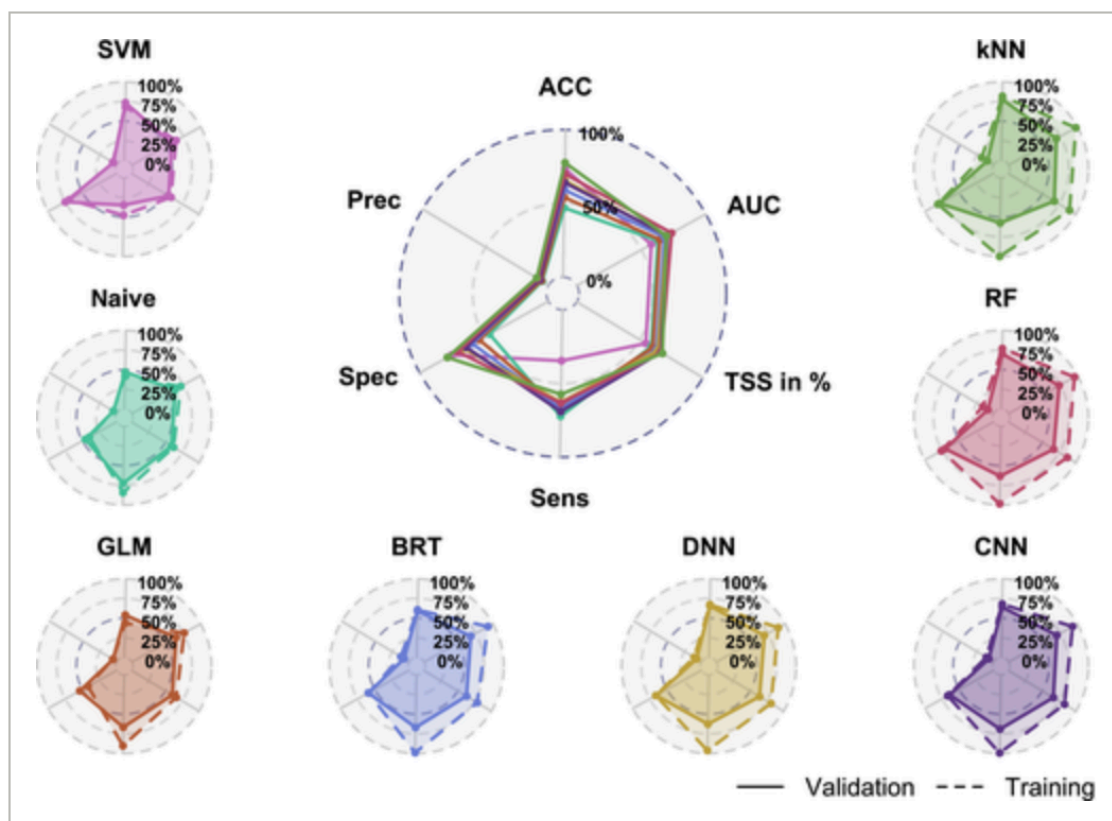 SVM
100%
75%
50%
25%
0%
kNN
100%
75%
50%
25%
0%
ACC
100%
50%
0%
Prec
AUC
Spec
TSS in %
Sens
Naive
100%
75%
50%
25%
0%
RF
100%
75%
50%
25%
0%
GLM
100%
75%
50%
25%
0%
BRT
100%
75%
50%
25%
0%
DNN
100%
75%
50%
25%
0%
CNN
100%
75%
50%
25%
0%
Validation
Training